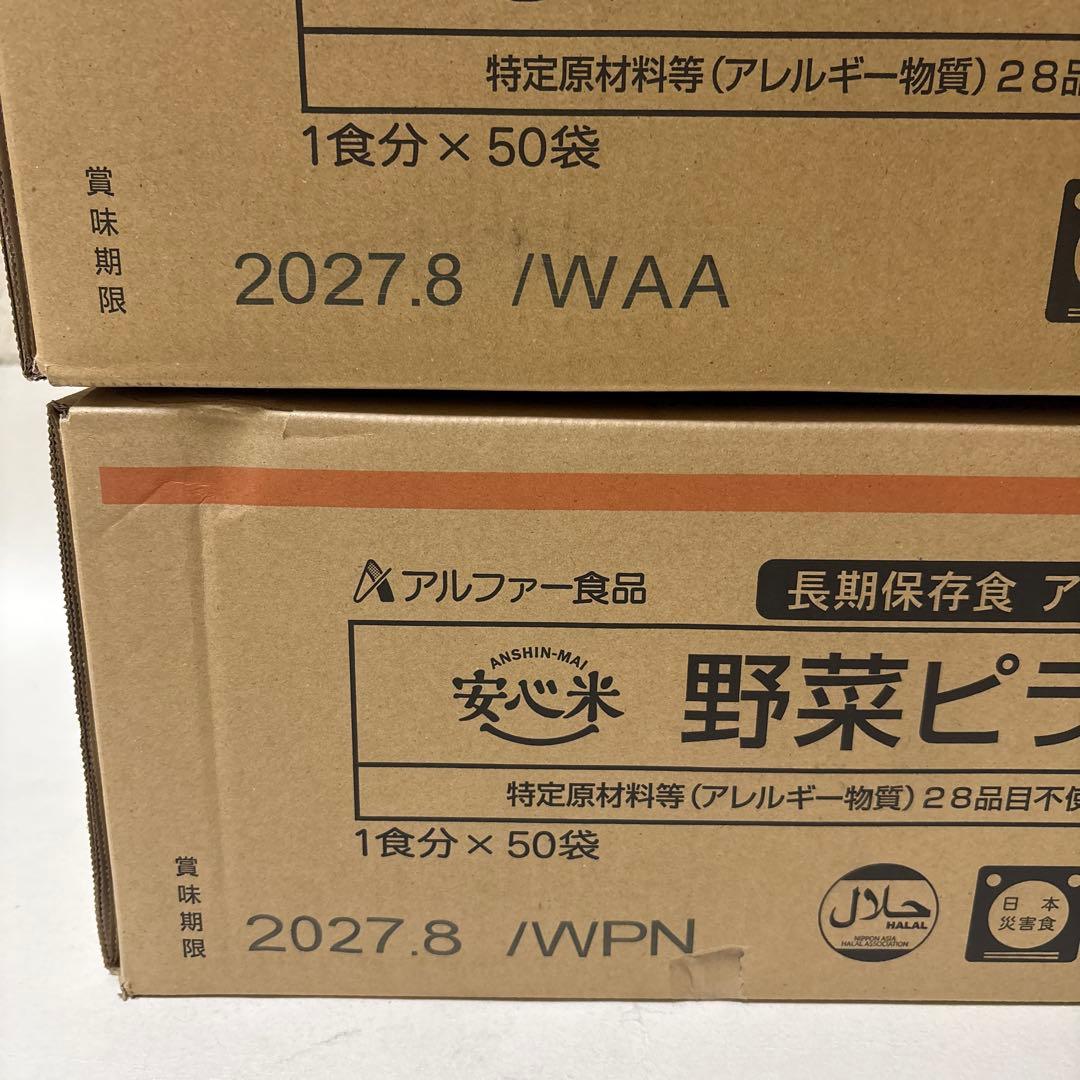 特定原材料等(アレルギー物質)28品
1食分×50袋
賞味期限
2027.8 /WAA
アルファー食品
長期保存食 ア
ANSHIN-MAI
安心米
野菜ピラ
特定原材料等(アレルギー物質)28品目不使
1食分×50袋
賞味期限
2027.8 /WPN
حلال
HALAL
NIPPON ASIA
HALAL ASSOCIATION
日本
災害食